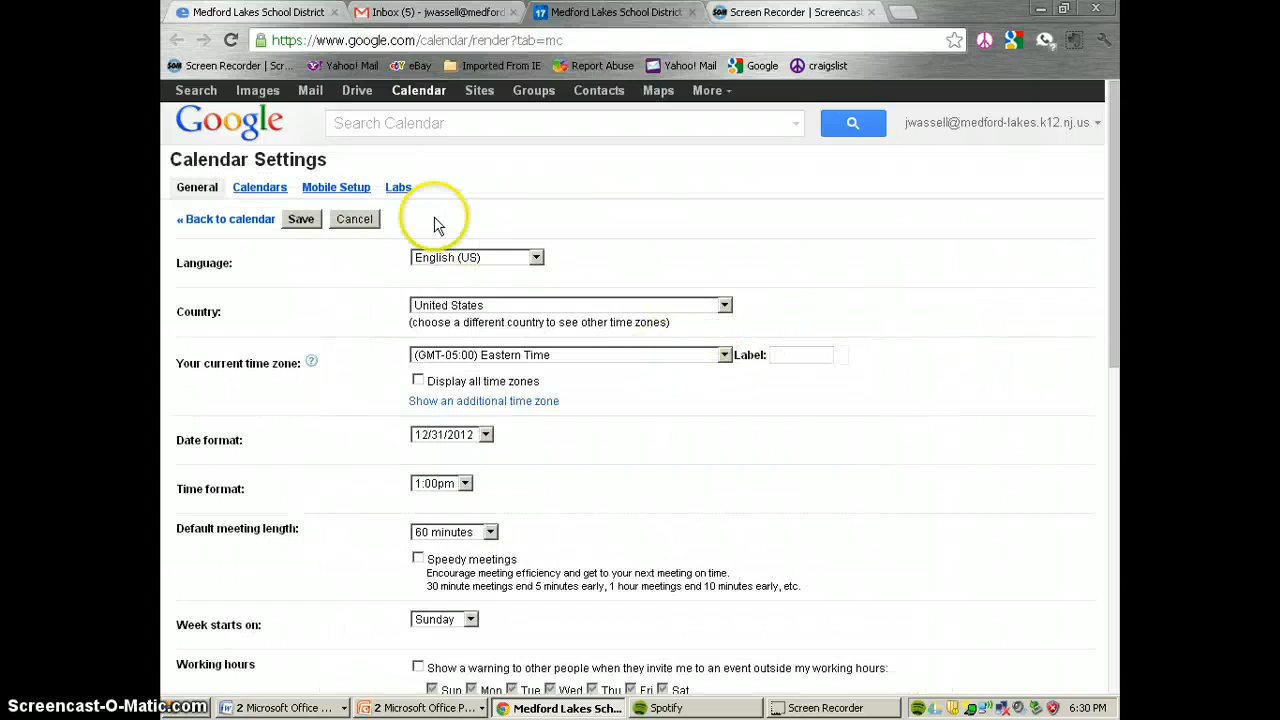 Medford Lakes School District
Inbox (5) - jwassell@medford
17 Medford Lakes School District
Screen Recorder | Screencast
https://www.google.com/calendar/render?tab=mc
Screen Recorder | Scr...
Yahoo! Mail
eBay
Imported From IE
Report Abuse
Yahoo! Mail
Google
craigslist
Search Images Mail Drive Calendar Sites Groups Contacts Maps More
Google
Search Calendar
jwassell@medford-lakes.k12.nj.us
Calendar Settings
General Calendars Mobile Setup Labs
« Back to calendar Save Cancel
Language: English (US)
Country: United States
(choose a different country to see other time zones)
Your current time zone: ? (GMT-05:00) Eastern Time Label:
Display all time zones
Show an additional time zone
Date format: 12/31/2012
Time format: 1:00pm
Default meeting length: 60 minutes
Speedy meetings
Encourage meeting efficiency and get to your next meeting on time.
30 minute meetings end 5 minutes early, 1 hour meetings end 10 minutes early, etc.
Week starts on: Sunday
Working hours Show a warning to other people when they invite me to an event outside my working hours:
Sun Mon Tue Wed Thu Fri Sat
Screencast-O-Matic.com
2 Microsoft Office ...
2 Microsoft Office P...
Medford Lakes Sch...
Spotify
Screen Recorder
6:30 PM